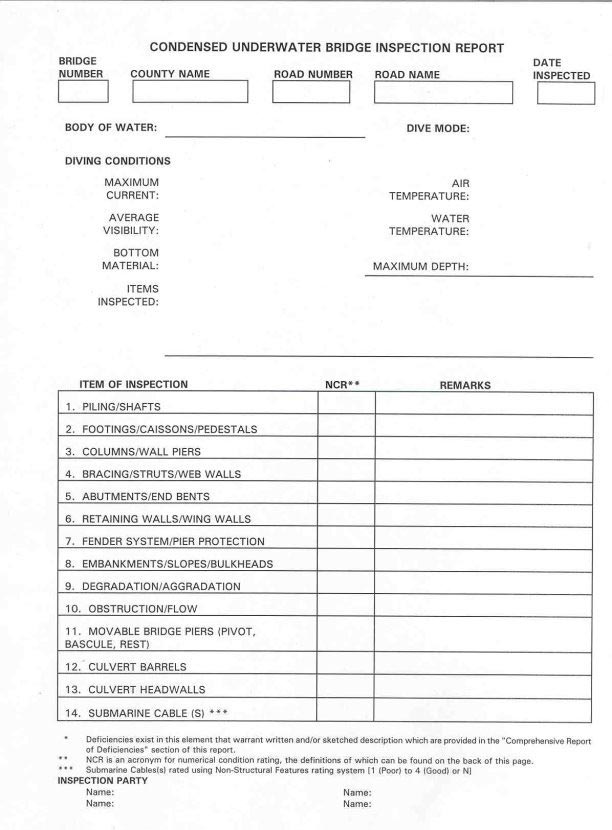 CONDENSED UNDERWATER BRIDGE INSPECTION REPORT
BRIDGE NUMBER
COUNTY NAME
ROAD NUMBER
ROAD NAME
DATE INSPECTED
BODY OF WATER:
DIVE MODE:
DIVING CONDITIONS
MAXIMUM CURRENT:
AIR TEMPERATURE:
AVERAGE VISIBILITY:
WATER TEMPERATURE:
BOTTOM MATERIAL:
MAXIMUM DEPTH:
ITEMS INSPECTED:
ITEM OF INSPECTION NCR** REMARKS
1. PILING/SHAFTS
2. FOOTINGS/CAISSONS/PEDESTALS
3. COLUMNS/WALL PIERS
4. BRACING/STRUTS/WEB WALLS
5. ABUTMENTS/END BENTS
6. RETAINING WALLS/WING WALLS
7. FENDER SYSTEM/PIER PROTECTION
8. EMBANKMENTS/SLOPES/BULKHEADS
9. DEGRADATION/AGGRADATION
10. OBSTRUCTION/FLOW
11. MOVABLE BRIDGE PIERS (PIVOT,
BASCULE, REST)
12. CULVERT BARRELS
13. CULVERT HEADWALLS
14. SUBMARINE CABLE (S) ***
* Deficiencies exist in this element that warrant written and/or sketched description which are provided in the "Comprehensive Report
of Deficiencies" section of this report.
** NCR is an acronym for numerical condition rating, the definitions of which can be found on the back of this page.
*** Submarine Cables(s) rated using Non-Structural Features rating system [1 (Poor) to 4 (Good) or N]
INSPECTION PARTY
Name: Name:
Name: Name: